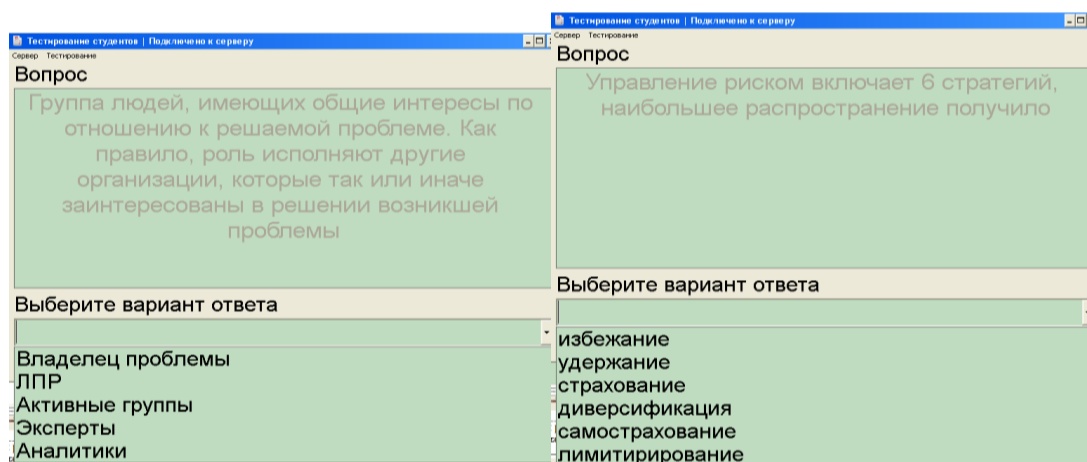 Тестирование студентов | Подключено к серверу
Сервер Тестирование
Вопрос
Группа людей, имеющих общие интересы по
отношению к решаемой проблеме. Как
правило, роль исполняют другие
организации, которые так или иначе
заинтересованы в решении возникшей
проблемы
Выберите вариант ответа
Владелец проблемы
ЛПР
Активные группы
Эксперты
Аналитики
Тестирование студентов | Подключено к серверу
Сервер Тестирование
Вопрос
Управление риском включает 6 стратегий,
наибольшее распространение получило
Выберите вариант ответа
избежание
удержание
страхование
диверсификация
самострахование
лимитирирование